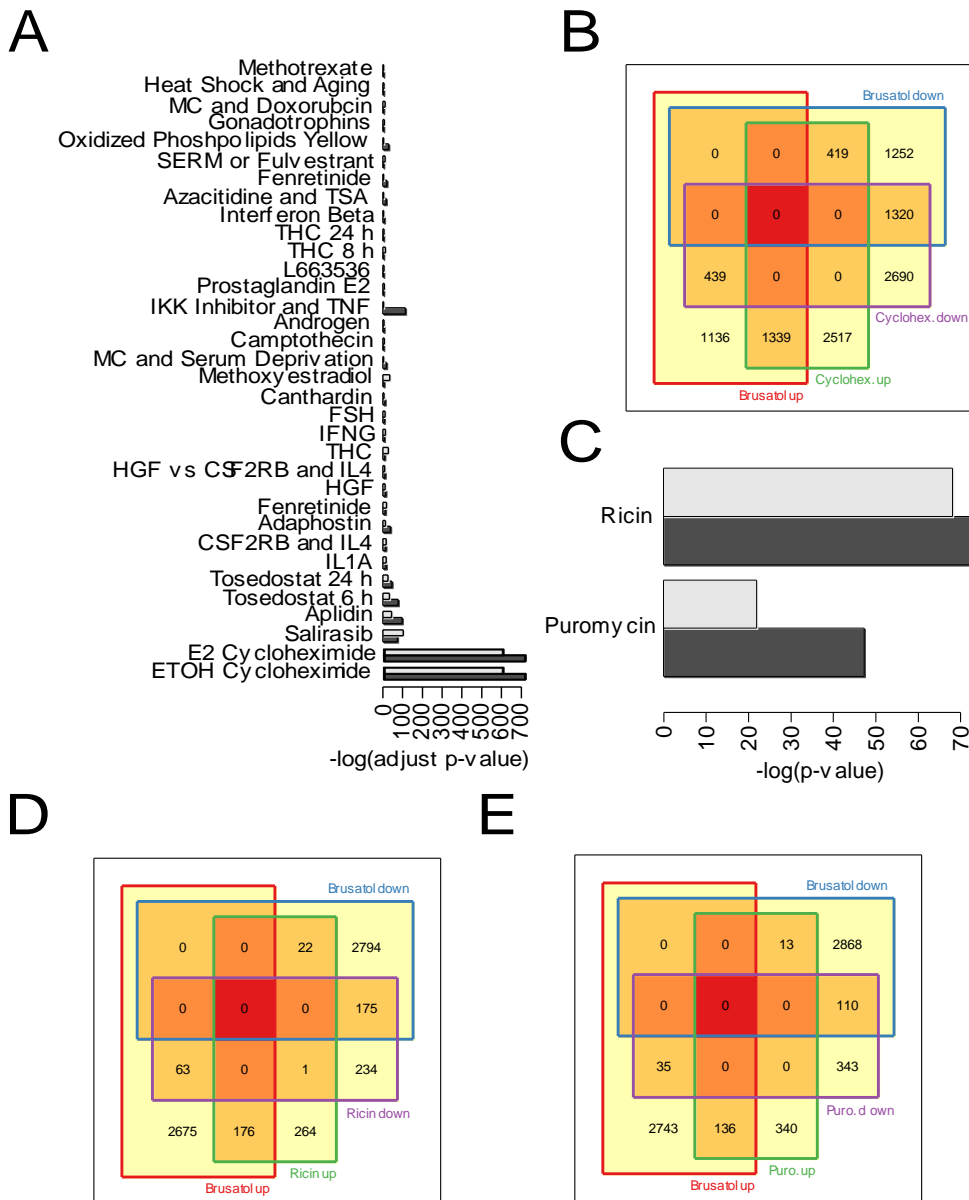 A
Methotrexate
Heat Shock and Aging
MC and Doxorubcin
Gonadotrophins
Oxidized Phoshpolipids Yellow
SERM or Fulvestrant
Fenretinide
Azacitidine and TSA
Interferon Beta
THC 24 h
THC 8 h
L663536
Prostaglandin E2
IKK Inhibitor and TNF
Androgen
Camptothecin
MC and Serum Deprivation
Methoxyestradiol
Canthardin
FSH
IFNG
THC
HGF vs CSF2RB and IL4
HGF
Fenretinide
Adaphostin
CSF2RB and IL4
IL1A
Tosedostat 24 h
Tosedostat 6 h
Aplidin
Salirasib
E2 Cycloheximide
ETOH Cycloheximide
0 100 200 300 400 500 600 700
-log(adjust p-value)
B
Brusatol down
0 0 419 1252
0 0 0 1320
439 0 0 2690
Cyclohex. down
1136 1339 2517
Cyclohex. up
Brusatol up
C
Ricin
Puromycin
0 10 20 30 40 50 60 70
-log(p-value)
D
Brusatol down
0 0 22 2794
0 0 0 175
63 0 1 234
Ricin down
2675 176 264
Ricin up
Brusatol up
E
Brusatol down
0 0 13 2868
0 0 0 110
35 0 0 343
Puro. down
2743 136 340
Puro. up
Brusatol up